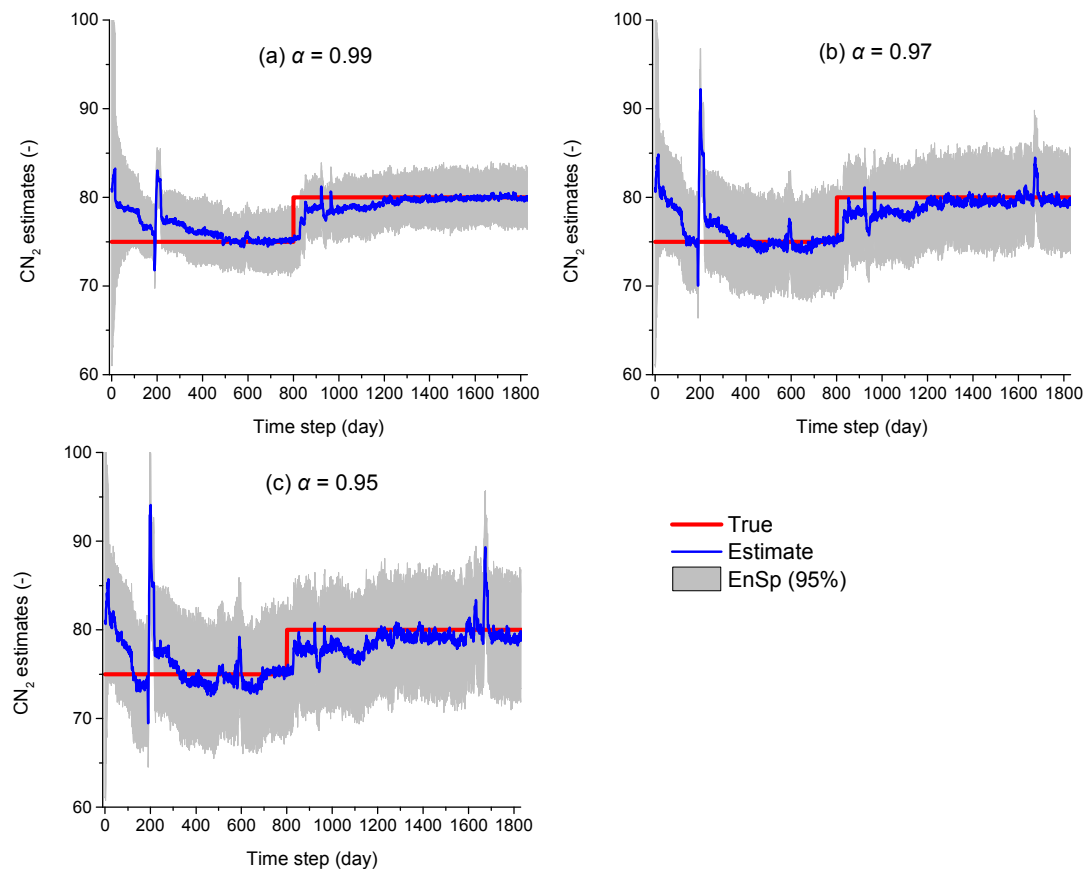 (a) α = 0.99
CN₂ estimates (-)
100
90
80
70
60
0 200 400 600 800 1000 1200 1400 1600 1800
Time step (day)
(b) α = 0.97
CN₂ estimates (-)
100
90
80
70
60
0 200 400 600 800 1000 1200 1400 1600 1800
Time step (day)
(c) α = 0.95
CN₂ estimates (-)
100
90
80
70
60
0 200 400 600 800 1000 1200 1400 1600 1800
Time step (day)
True
Estimate
EnSp (95%)